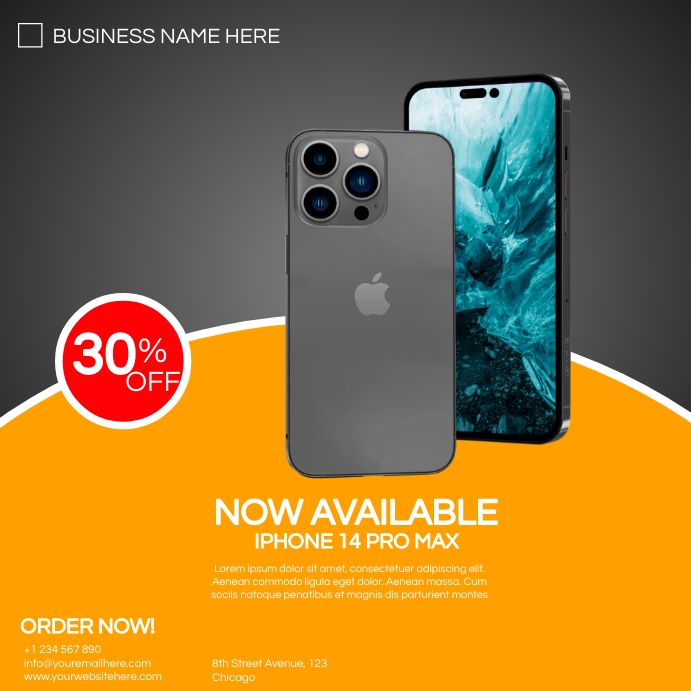 BUSINESS NAME HERE
30%
OFF
NOW AVAILABLE
IPHONE 14 PRO MAX
Lorem ipsum dolor sit amet, consectetuer adipiscing elit.
Aenean commodo ligula eget dolor. Aenean massa. Cum
sociis natoque penatibus et magnis dis parturient montes
ORDER NOW!
+1 234 567 890
info@youremailhere.com
www.yourwebsitehere.com
8th Street Avenue, 123
Chicago